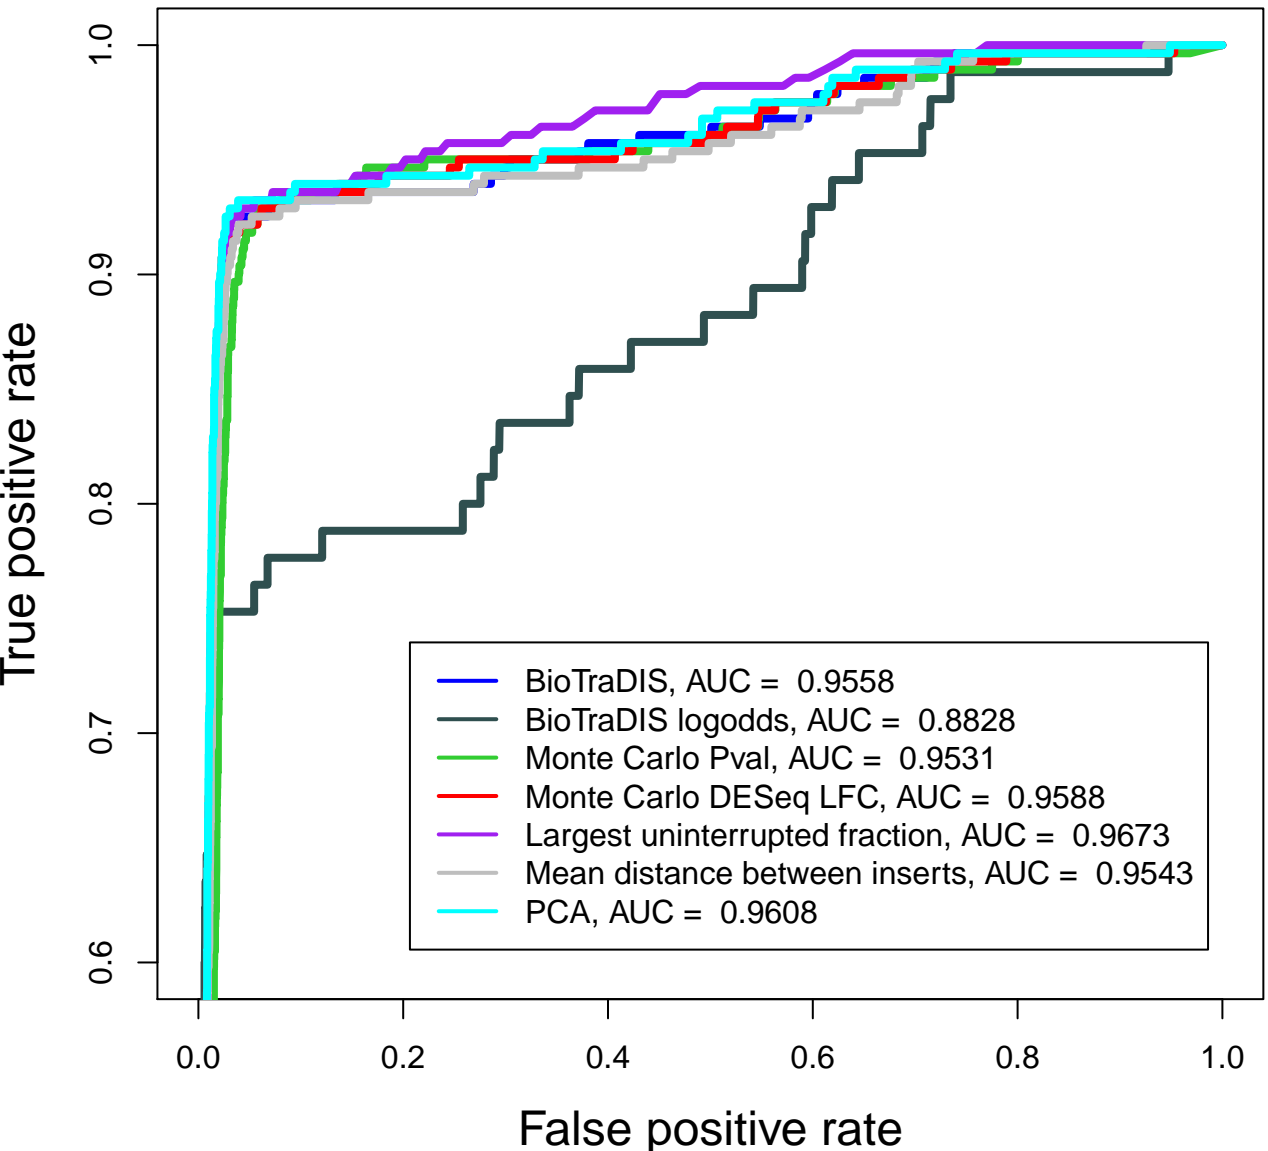 True positive rate
1.0
0.9
0.8
0.7
0.6
BioTraDIS, AUC = 0.9558
BioTraDIS logodds, AUC = 0.8828
Monte Carlo Pval, AUC = 0.9531
Monte Carlo DESeq LFC, AUC = 0.9588
Largest uninterrupted fraction, AUC = 0.9673
Mean distance between inserts, AUC = 0.9543
PCA, AUC = 0.9608
0.0 0.2 0.4 0.6 0.8 1.0
False positive rate